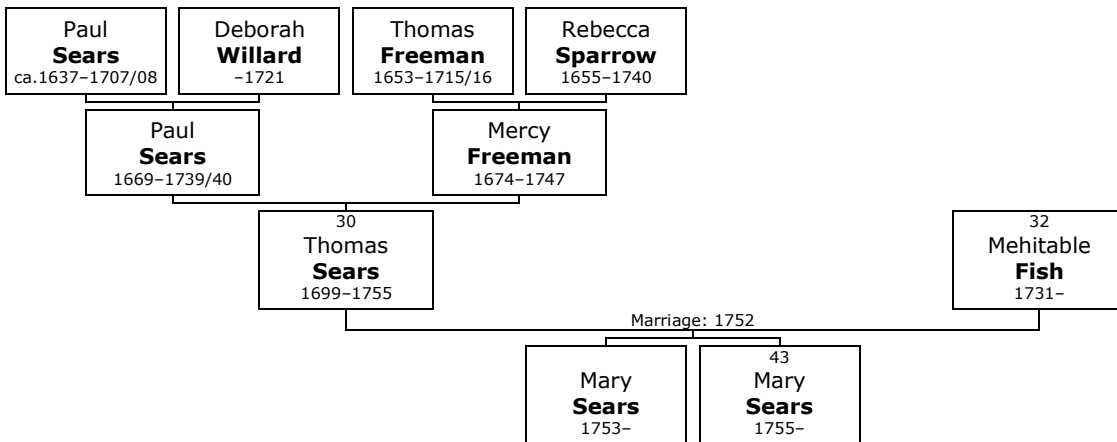 Paul
Sears
ca.1637–1707/08
Deborah
Willard
–1721
Thomas
Freeman
1653–1715/16
Rebecca
Sparrow
1655–1740
Paul
Sears
1669–1739/40
Mercy
Freeman
1674–1747
30
Thomas
Sears
1699–1755
32
Mehitable
Fish
1731–
Marriage: 1752
Mary
Sears
1753–
43
Mary
Sears
1755–